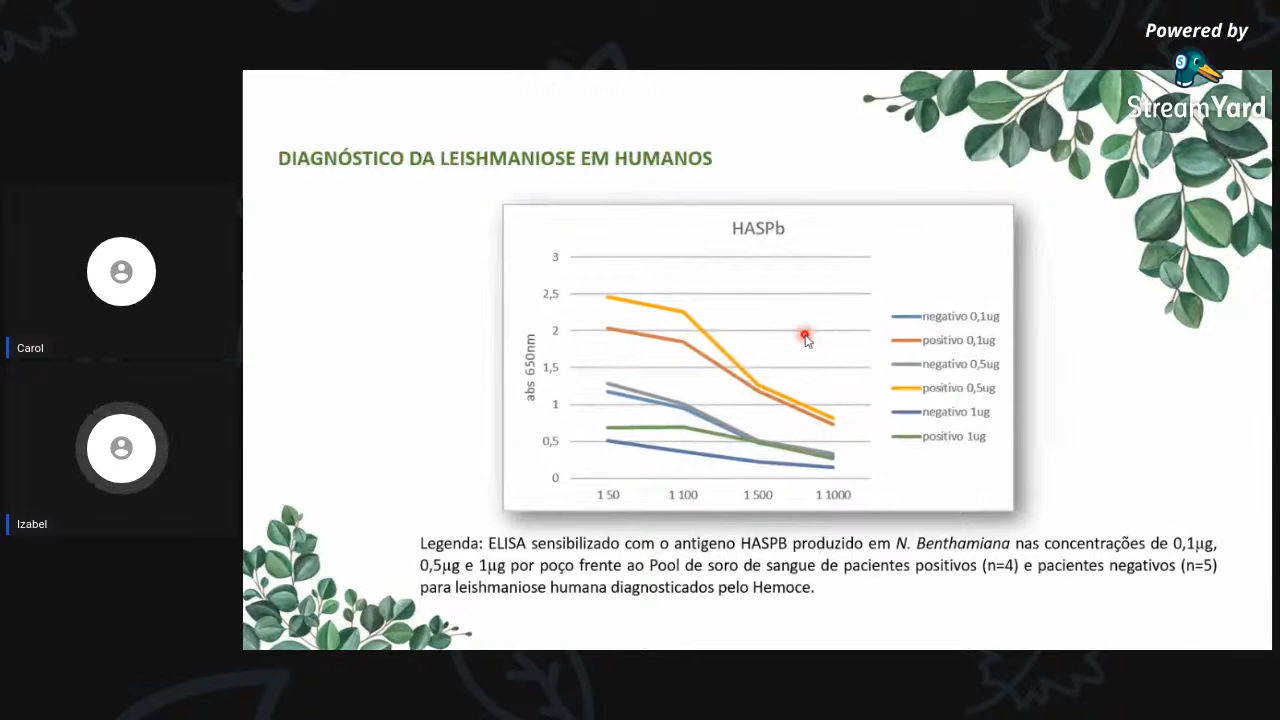 Powered by
StreamYard
DIAGNÓSTICO DA LEISHMANIOSE EM HUMANOS
HASPb
3
2,5
2
1,5
1
0,5
0
abs 650nm
1 50
1 100
1 500
1 1000
negativo 0,1ug
positivo 0,1ug
negativo 0,5ug
positivo 0,5ug
negativo 1ug
positivo 1ug
Carol
Izabel
Legenda: ELISA sensibilizado com o antigeno HASPB produzido em N. Benthamiana nas concentrações de 0,1µg,
0,5µg e 1µg por poço frente ao Pool de soro de sangue de pacientes positivos (n=4) e pacientes negativos (n=5)
para leishmaniose humana diagnosticados pelo Hemoce.